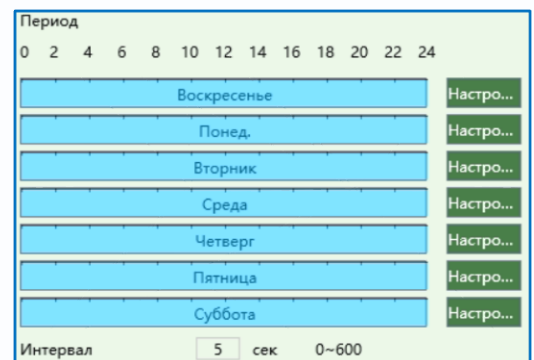 Период
0 2 4 6 8 10 12 14 16 18 20 22 24
Воскресенье Настро...
Понед. Настро...
Вторник Настро...
Среда Настро...
Четверг Настро...
Пятница Настро...
Суббота Настро...
Интервал 5 сек 0~600